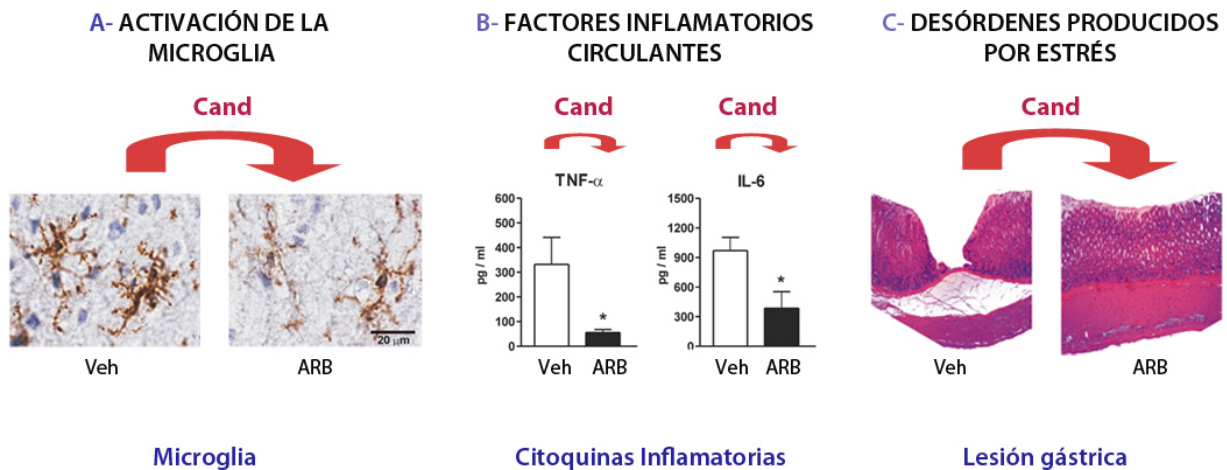 A- ACTIVACIÓN DE LA
MICROGLIA
Cand
Veh
ARB
20 µm
Microglia
B- FACTORES INFLAMATORIOS
CIRCULANTES
Cand
Cand
TNF-α
pg / ml
600
500
400
300
200
100
0
*
Veh
ARB
IL-6
pg / ml
1500
1200
900
600
300
0
*
Veh
ARB
Citoquinas Inflamatorias
C- DESÓRDENES PRODUCIDOS
POR ESTRÉS
Cand
Veh
ARB
Lesión gástrica